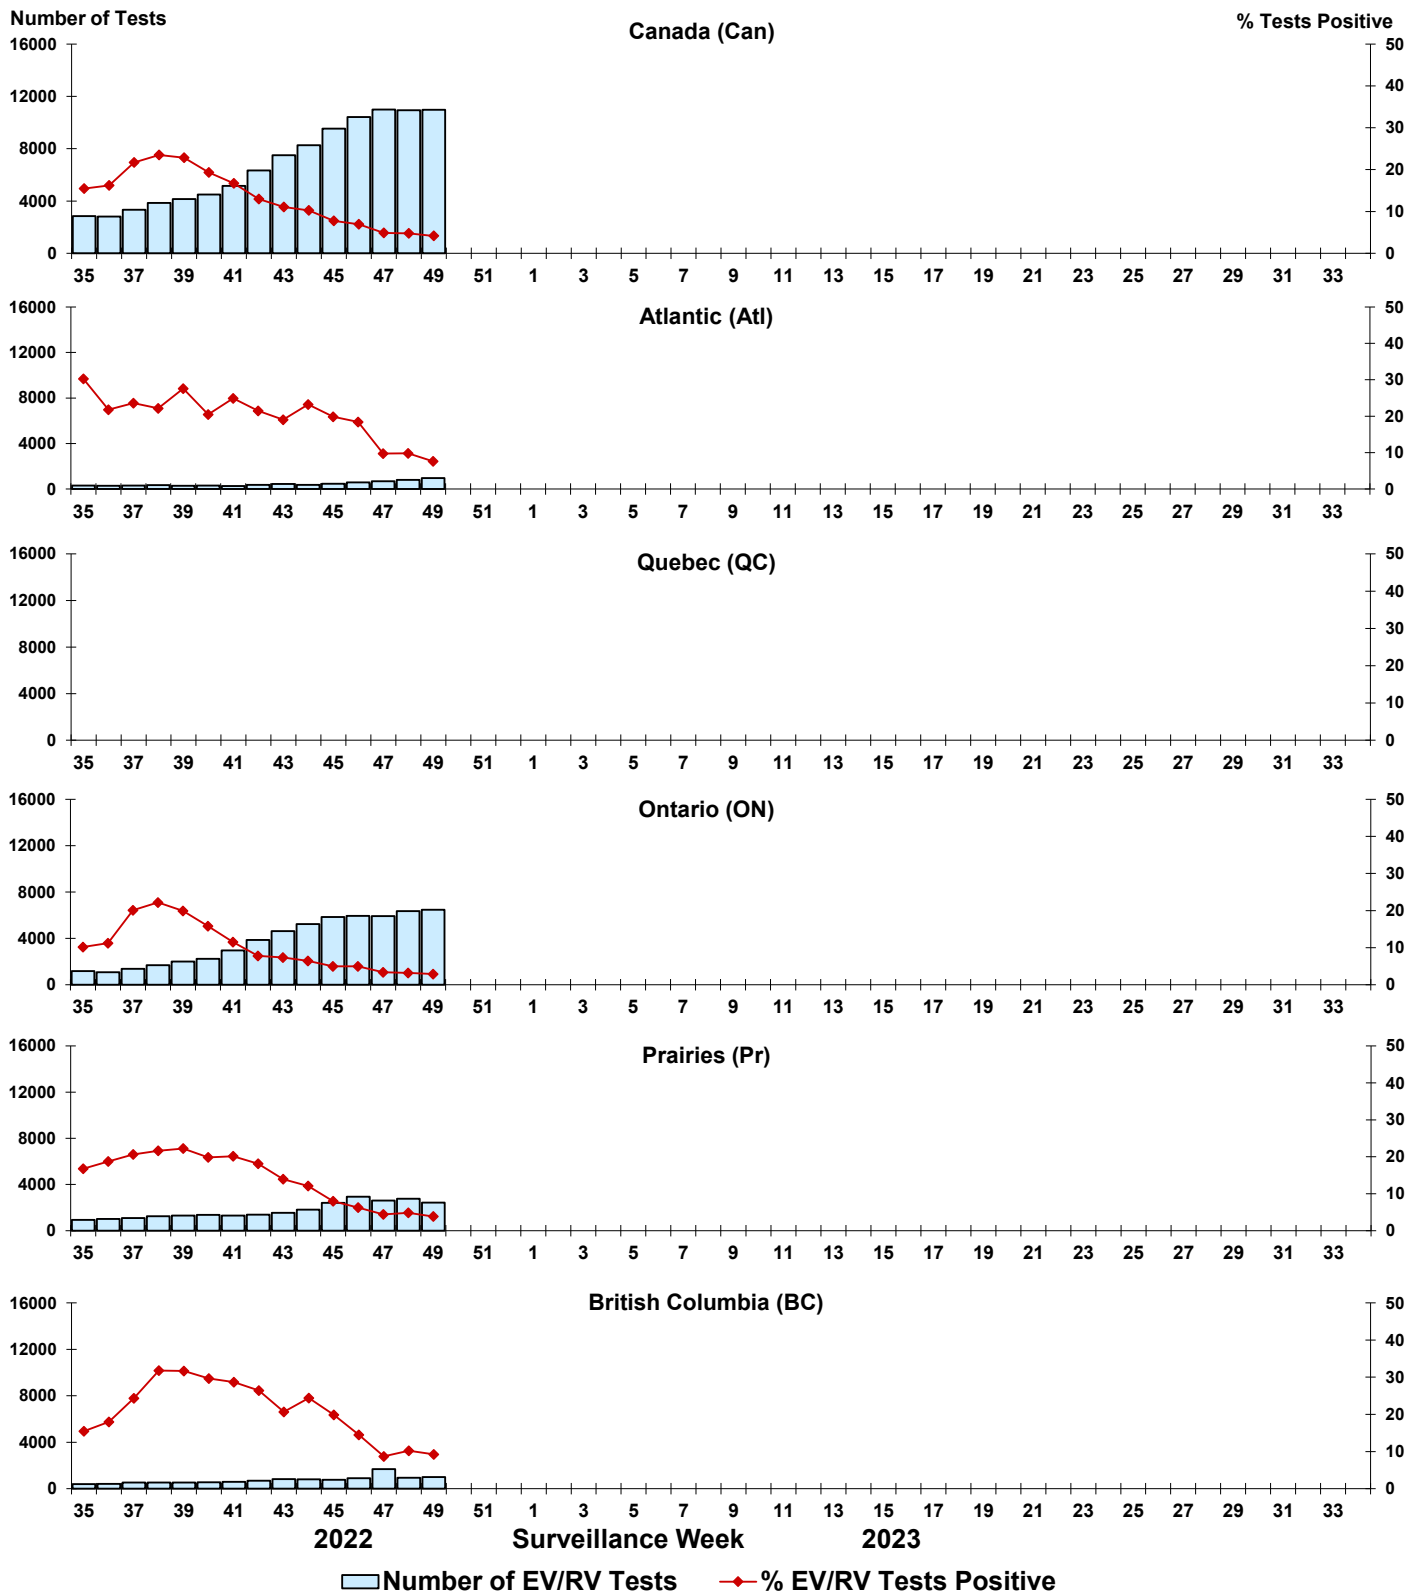 Number of Tests
Canada (Can)
% Tests Positive
16000 50
12000 40
8000 30
4000 20
0 10
0
35 37 39 41 43 45 47 49 51 1 3 5 7 9 11 13 15 17 19 21 23 25 27 29 31 33
Atlantic (Atl)
16000 50
12000 40
8000 30
4000 20
0 10
0
35 37 39 41 43 45 47 49 51 1 3 5 7 9 11 13 15 17 19 21 23 25 27 29 31 33
Quebec (QC)
16000 50
12000 40
8000 30
4000 20
0 10
0
35 37 39 41 43 45 47 49 51 1 3 5 7 9 11 13 15 17 19 21 23 25 27 29 31 33
Ontario (ON)
16000 50
12000 40
8000 30
4000 20
0 10
0
35 37 39 41 43 45 47 49 51 1 3 5 7 9 11 13 15 17 19 21 23 25 27 29 31 33
Prairies (Pr)
16000 50
12000 40
8000 30
4000 20
0 10
0
35 37 39 41 43 45 47 49 51 1 3 5 7 9 11 13 15 17 19 21 23 25 27 29 31 33
British Columbia (BC)
16000 50
12000 40
8000 30
4000 20
0 10
0
35 37 39 41 43 45 47 49 51 1 3 5 7 9 11 13 15 17 19 21 23 25 27 29 31 33
2022 Surveillance Week 2023
Number of EV/RV Tests % EV/RV Tests Positive